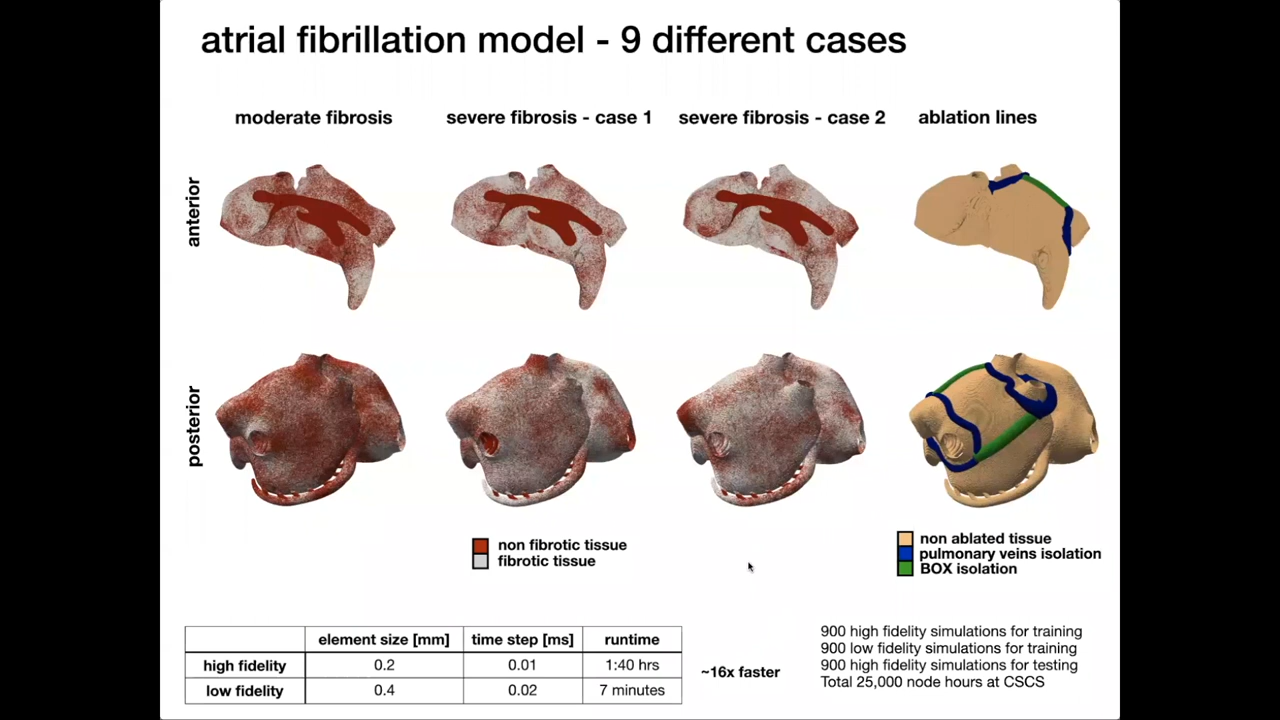 atrial fibrillation model - 9 different cases
moderate fibrosis
severe fibrosis - case 1
severe fibrosis - case 2
ablation lines
anterior
posterior
non fibrotic tissue
fibrotic tissue
non ablated tissue
pulmonary veins isolation
BOX isolation
element size [mm] time step [ms] runtime
high fidelity 0.2 0.01 1:40 hrs
low fidelity 0.4 0.02 7 minutes
~16x faster
900 high fidelity simulations for training
900 low fidelity simulations for training
900 high fidelity simulations for testing
Total 25,000 node hours at CSCS